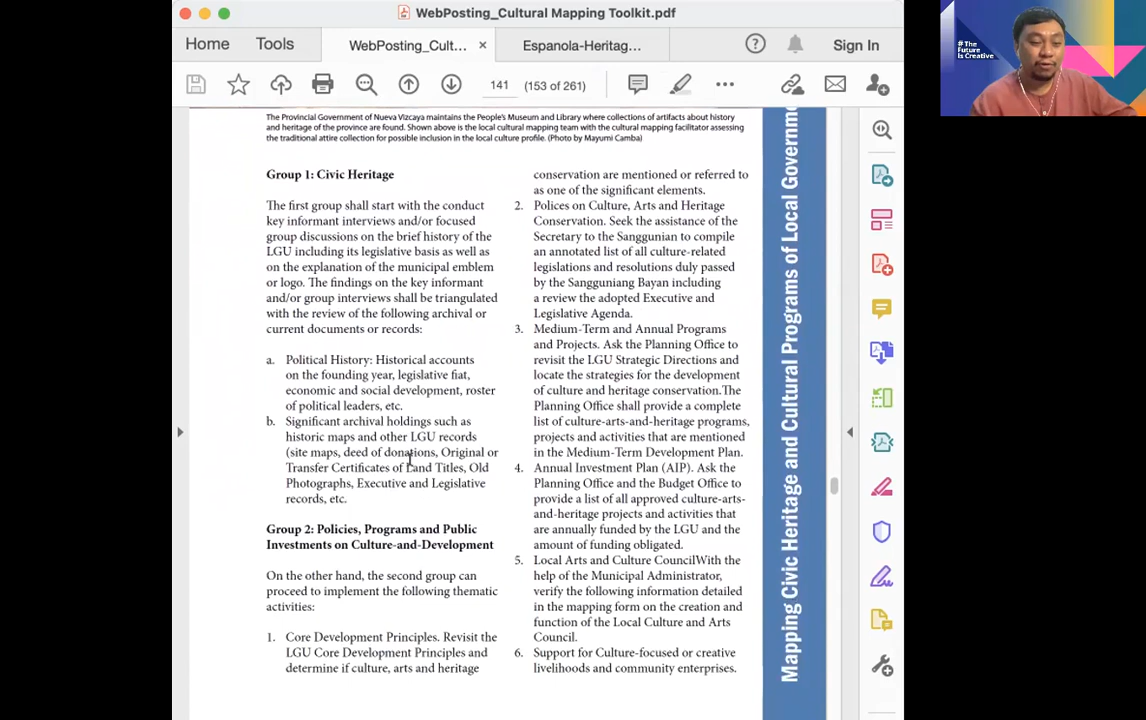 WebPosting_Cultural Mapping Toolkit.pdf
Home
Tools
WebPosting_Cult...
Espanola-Heritag...
Sign In
141
(153 of 261)
# The
Future
Is Creative
The Provincial Government of Nueva Vizcaya maintains the People's Museum and Library where collections of artifacts about history
and heritage of the province are found. Shown above is the local cultural mapping team with the cultural mapping facilitator assessing
the traditional attire collection for possible inclusion in the local culture profile. (Photo by Mayumi Camba)
Group 1: Civic Heritage
The first group shall start with the conduct
key informant interviews and/or focused
group discussions on the brief history of the
LGU including its legislative basis as well as
on the explanation of the municipal emblem
or logo. The findings on the key informant
and/or group interviews shall be triangulated
with the review of the following archival or
current documents or records:
a. Political History: Historical accounts
on the founding year, legislative fiat,
economic and social development, roster
of political leaders, etc.
b. Significant archival holdings such as
historic maps and other LGU records
(site maps, deed of donations, Original or
Transfer Certificates of Land Titles, Old
Photographs, Executive and Legislative
records, etc.
Group 2: Policies, Programs and Public
Investments on Culture-and-Development
On the other hand, the second group can
proceed to implement the following thematic
activities:
1. Core Development Principles. Revisit the
LGU Core Development Principles and
determine if culture, arts and heritage
conservation are mentioned or referred to
as one of the significant elements.
2. Polices on Culture, Arts and Heritage
Conservation. Seek the assistance of the
Secretary to the Sanggunian to compile
an annotated list of all culture-related
legislations and resolutions duly passed
by the Sangguniang Bayan including
a review the adopted Executive and
Legislative Agenda.
3. Medium-Term and Annual Programs
and Projects. Ask the Planning Office to
revisit the LGU Strategic Directions and
locate the strategies for the development
of culture and heritage conservation.The
Planning Office shall provide a complete
list of culture-arts-and-heritage programs,
projects and activities that are mentioned
in the Medium-Term Development Plan.
4. Annual Investment Plan (AIP). Ask the
Planning Office and the Budget Office to
provide a list of all approved culture-arts-
and-heritage projects and activities that
are annually funded by the LGU and the
amount of funding obligated.
5. Local Arts and Culture CouncilWith the
help of the Municipal Administrator,
verify the following information detailed
in the mapping form on the creation and
function of the Local Culture and Arts
Council.
6. Support for Culture-focused or creative
livelihoods and community enterprises.
Mapping Civic Heritage and Cultural Programs of Local Governm